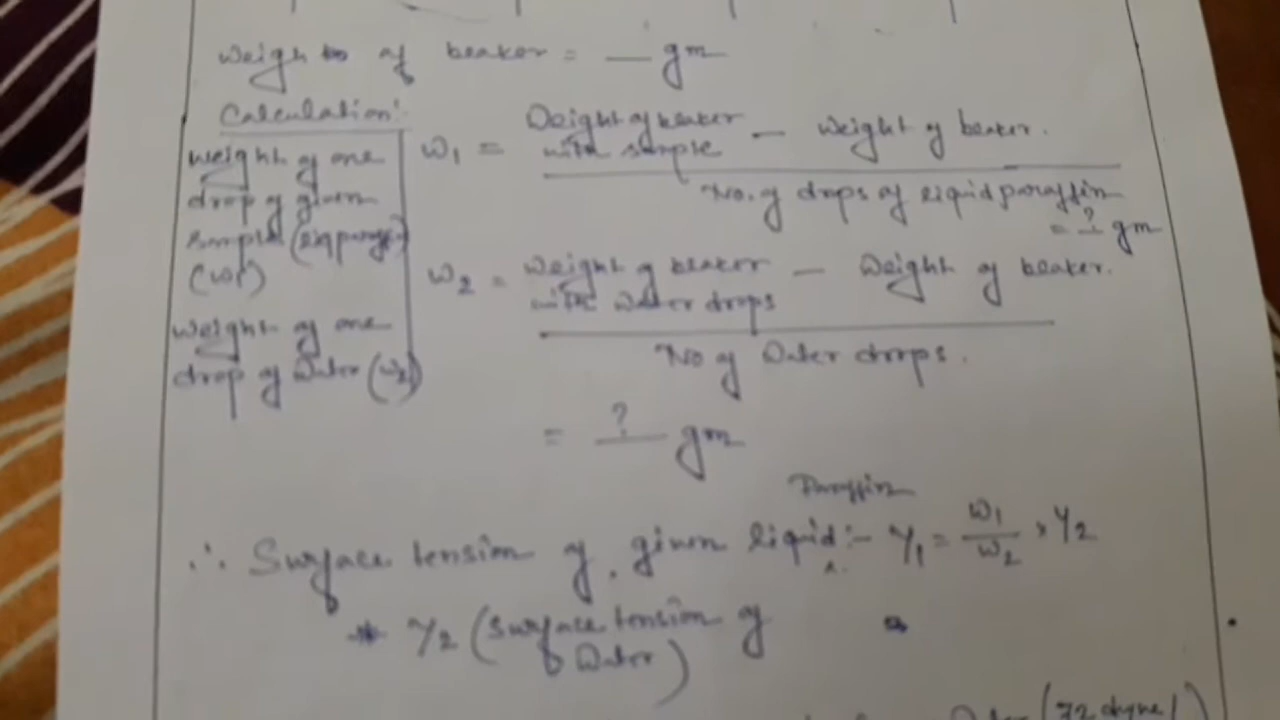 Weight of beaker = — gm
Calculation:
Weight of one
drop of given
sample (liq paraffin)
(w1)
w1 = Weight of beaker with sample — Weight of beaker.
No. of drops of liquid paraffin
= ? gm
Weight of one
drop of Water (w2)
w2 = Weight of beaker with water drops — Weight of beaker.
No of Water drops.
= ? gm
Paraffin
∴ Surface tension of given liquid :- γ1 = w1/w2 × γ2
* γ2 (Surface tension of
Water)
Water (72 dyne/